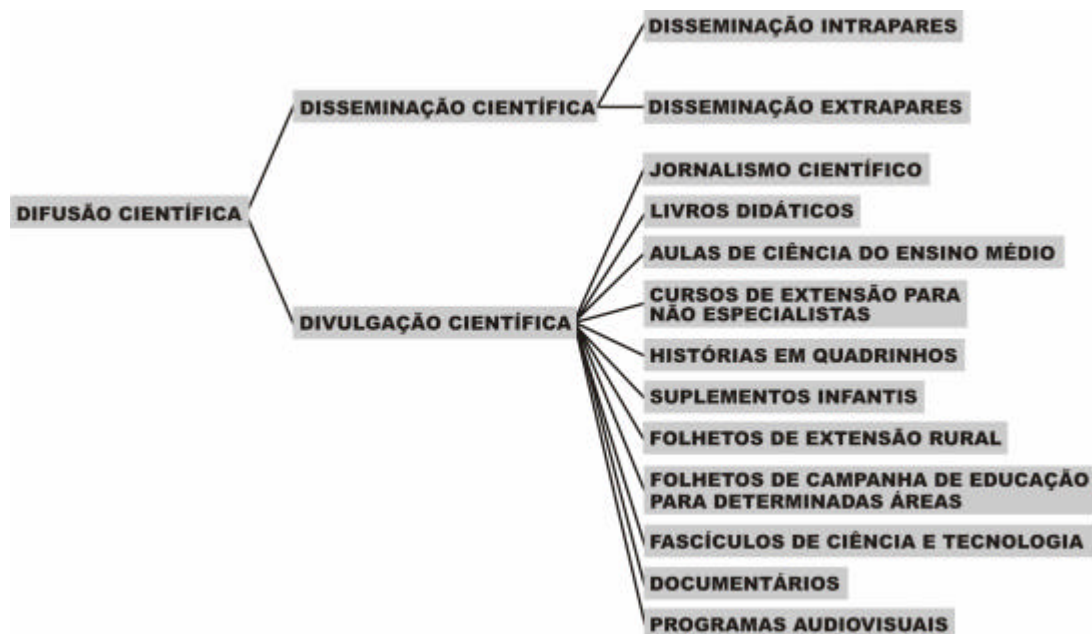 DIFUSÃO CIENTÍFICA
DISSEMINAÇÃO CIENTÍFICA
DISSEMINAÇÃO INTRAPARES
DISSEMINAÇÃO EXTRAPARES
DIVULGAÇÃO CIENTÍFICA
JORNALISMO CIENTÍFICO
LIVROS DIDÁTICOS
AULAS DE CIÊNCIA DO ENSINO MÉDIO
CURSOS DE EXTENSÃO PARA
NÃO ESPECIALISTAS
HISTÓRIAS EM QUADRINHOS
SUPLEMENTOS INFANTIS
FOLHETOS DE EXTENSÃO RURAL
FOLHETOS DE CAMPANHA DE EDUCAÇÃO
PARA DETERMINADAS ÁREAS
FASCÍCULOS DE CIÊNCIA E TECNOLOGIA
DOCUMENTÁRIOS
PROGRAMAS AUDIOVISUAIS